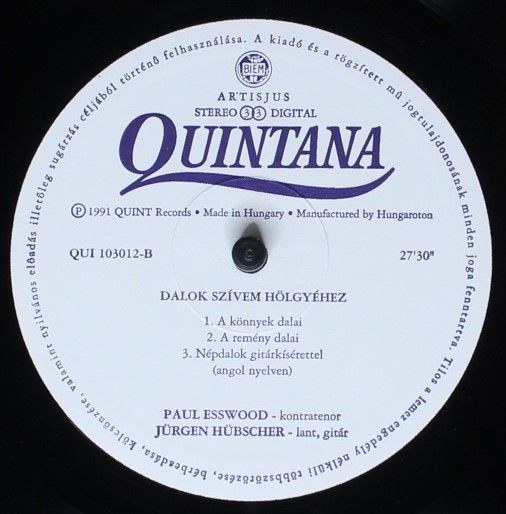 A kiadó és a rögzített mű jogtulajdonosának minden joga fenntartva. Tilos a lemez engedély nélküli többszörözése, bérbeadása, kölcsönzése, valamint nyilvános előadás illetőleg sugárzás céljából történő felhasználása.
BIEM
ARTISJUS
STEREO 33 DIGITAL
QUINTANA
Ⓟ 1991 QUINT Records • Made in Hungary • Manufactured by Hungaroton
QUI 103012-B 27'30"
DALOK SZÍVEM HÖLGYÉHEZ
1. A könnyek dalai
2. A remény dalai
3. Népdalok gitárkísérettel
(angol nyelven)
PAUL ESSWOOD - kontratenor
JÜRGEN HÜBSCHER - lant, gitár